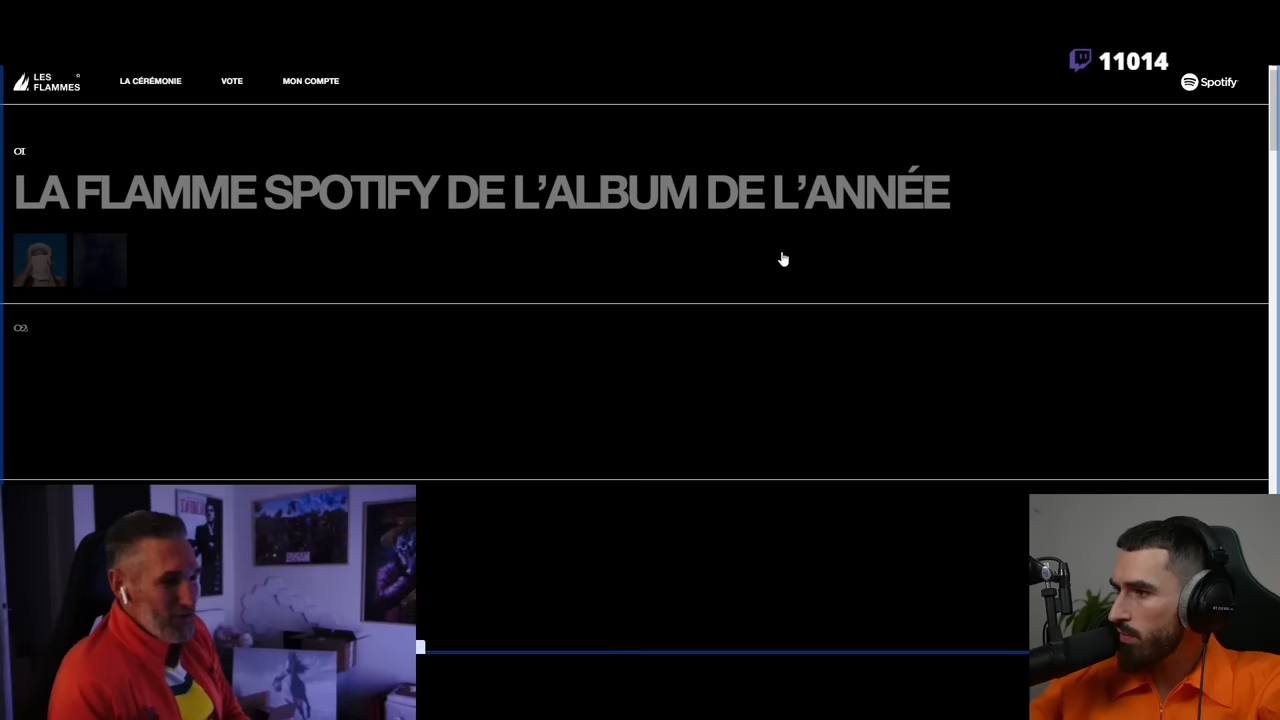 11014
LES
FLAMMES
LA CÉRÉMONIE
VOTE
MON COMPTE
Spotify
01
LA FLAMME SPOTIFY DE L’ALBUM DE L’ANNÉE
02